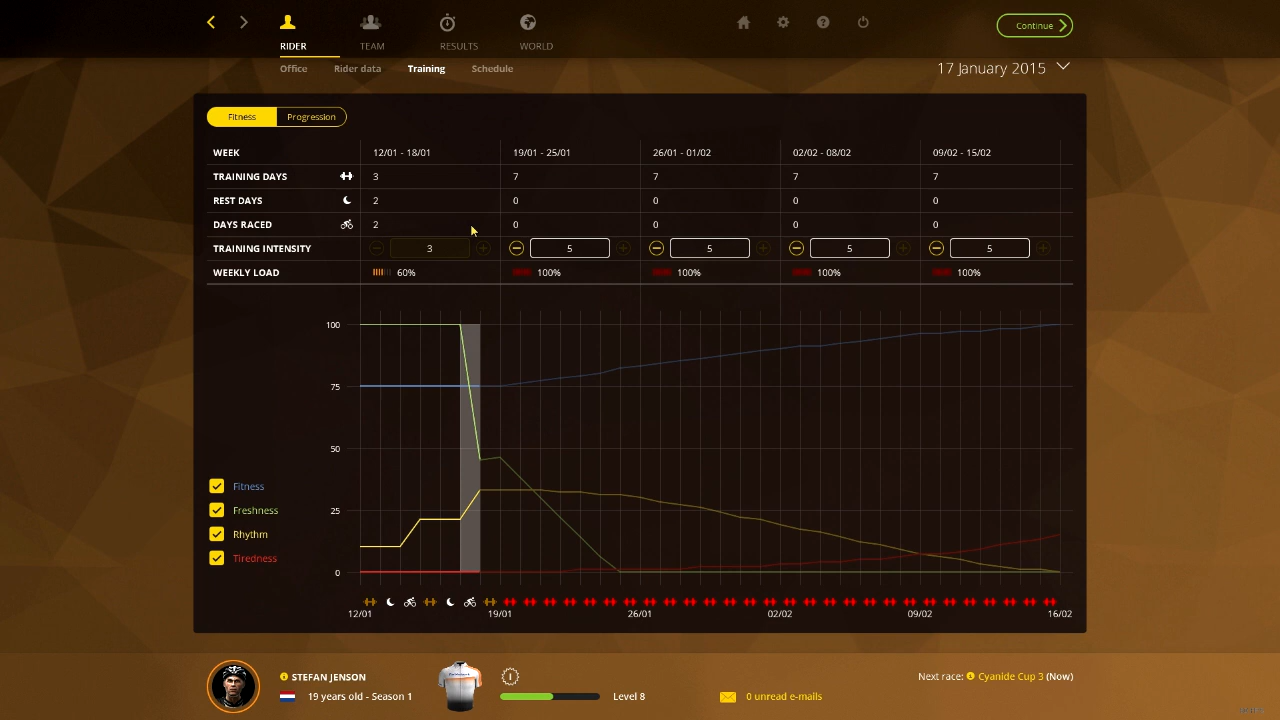 RIDER TEAM RESULTS WORLD Continue
Office Rider data Training Schedule 17 January 2015
Fitness Progression
WEEK 12/01 - 18/01 19/01 - 25/01 26/01 - 01/02 02/02 - 08/02 09/02 - 15/02
TRAINING DAYS 3 7 7 7 7
REST DAYS 2 0 0 0 0
DAYS RACED 2 0 0 0 0
TRAINING INTENSITY 3 5 5 5 5
WEEKLY LOAD 60% 100% 100% 100% 100%
100
75
50
25
0
Fitness
Freshness
Rhythm
Tiredness
12/01 19/01 26/01 02/02 09/02 16/02
STEFAN JENSON
19 years old - Season 1
Level 8
0 unread e-mails
Next race: Cyanide Cup 3 (Now)